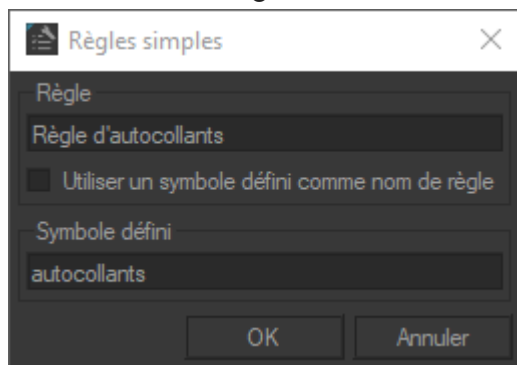 Règles simples
Règle
Règle d'autocollants
Utiliser un symbole défini comme nom de règle
Symbole défini
autocollants
OK Annuler